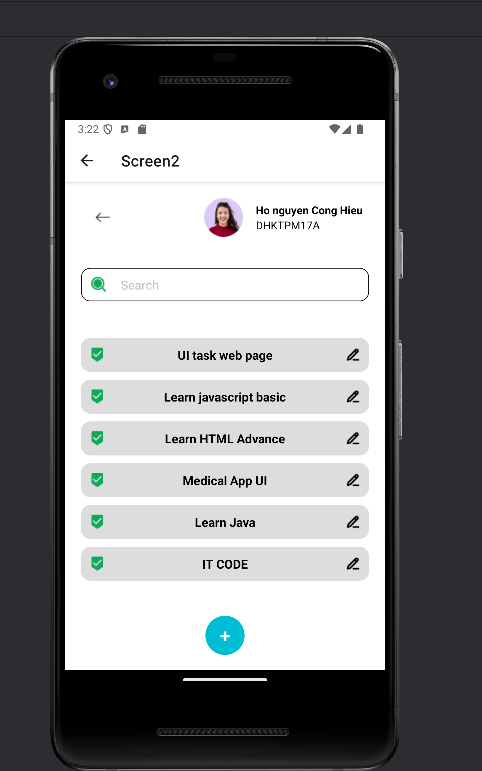 3:22
Screen2
Ho nguyen Cong Hieu
DHKTPM17A
Search
UI task web page
Learn javascript basic
Learn HTML Advance
Medical App UI
Learn Java
IT CODE
+